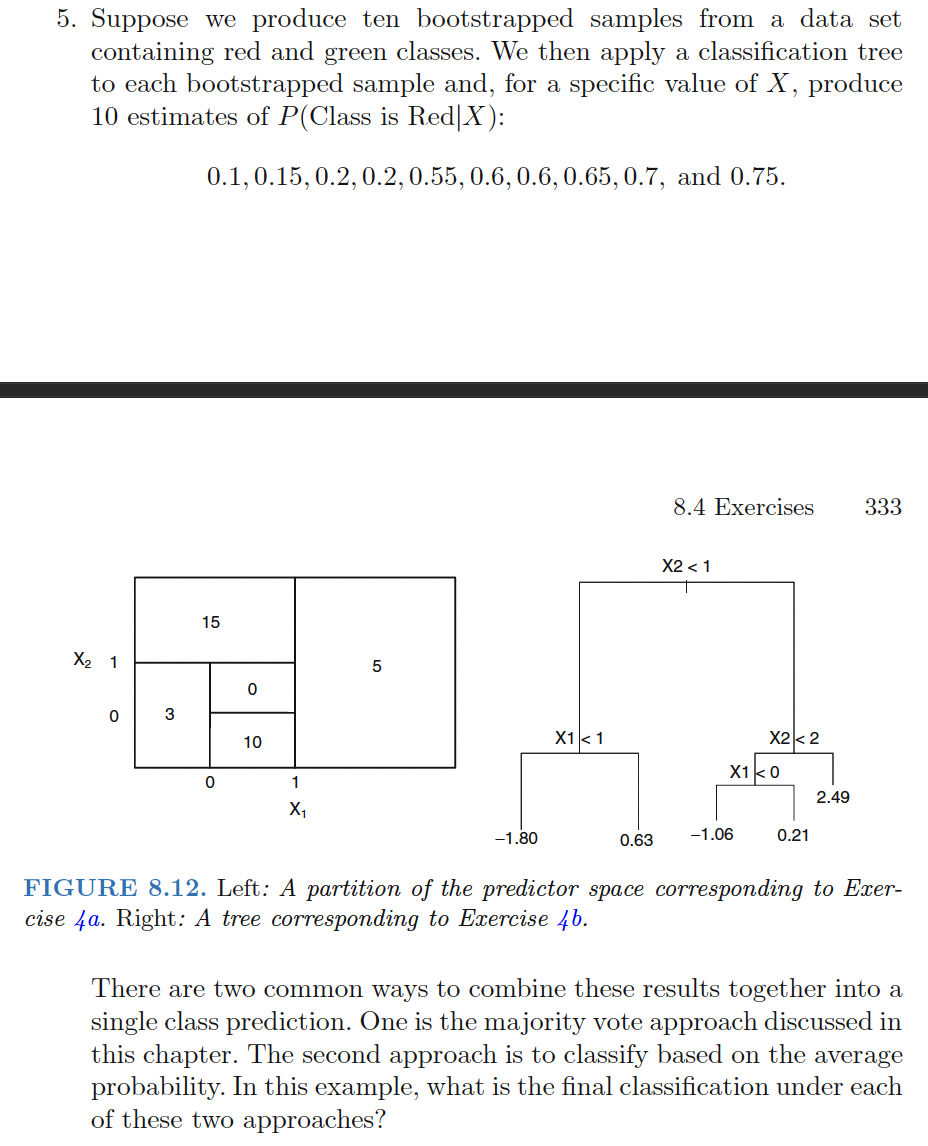 5. Suppose we produce ten bootstrapped samples from a data set
containing red and green classes. We then apply a classification tree
to each bootstrapped sample and, for a specific value of X, produce
10 estimates of P(Class is Red|X):
0.1, 0.15, 0.2, 0.2, 0.55, 0.6, 0.6, 0.65, 0.7, and 0.75.
8.4 Exercises 333
15
X₂ 1
5
0
0 3
10
0 1
X₁
X2 < 1
X1 < 1
X2 < 2
X1 < 0
2.49
−1.80 0.63 −1.06 0.21
FIGURE 8.12. Left: A partition of the predictor space corresponding to Exer-
cise 4a. Right: A tree corresponding to Exercise 4b.
There are two common ways to combine these results together into a
single class prediction. One is the majority vote approach discussed in
this chapter. The second approach is to classify based on the average
probability. In this example, what is the final classification under each
of these two approaches?